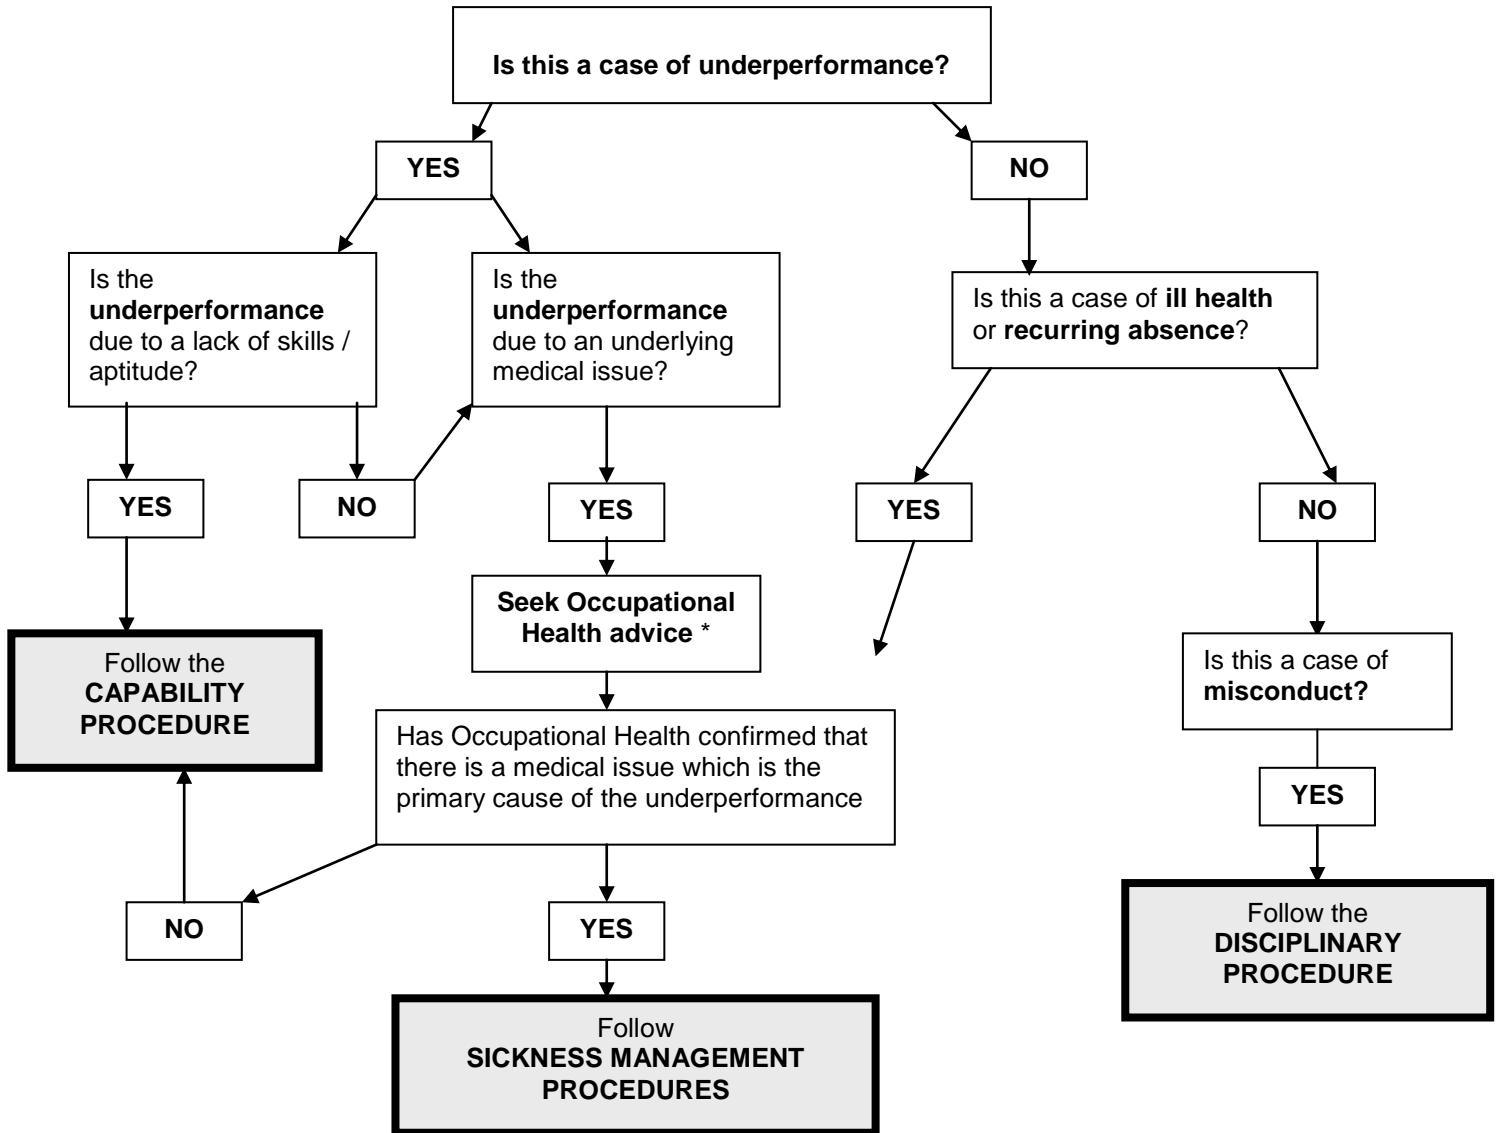 Is this a case of underperformance?
YES
NO
Is the
underperformance
due to a lack of skills /
aptitude?
Is the
underperformance
due to an underlying
medical issue?
Is this a case of ill health
or recurring absence?
YES
NO
YES
YES
NO
Seek Occupational
Health advice *
Follow the
CAPABILITY
PROCEDURE
Is this a case of
misconduct?
Has Occupational Health confirmed that
there is a medical issue which is the
primary cause of the underperformance
YES
NO
YES
Follow the
DISCIPLINARY
PROCEDURE
Follow
SICKNESS MANAGEMENT
PROCEDURES